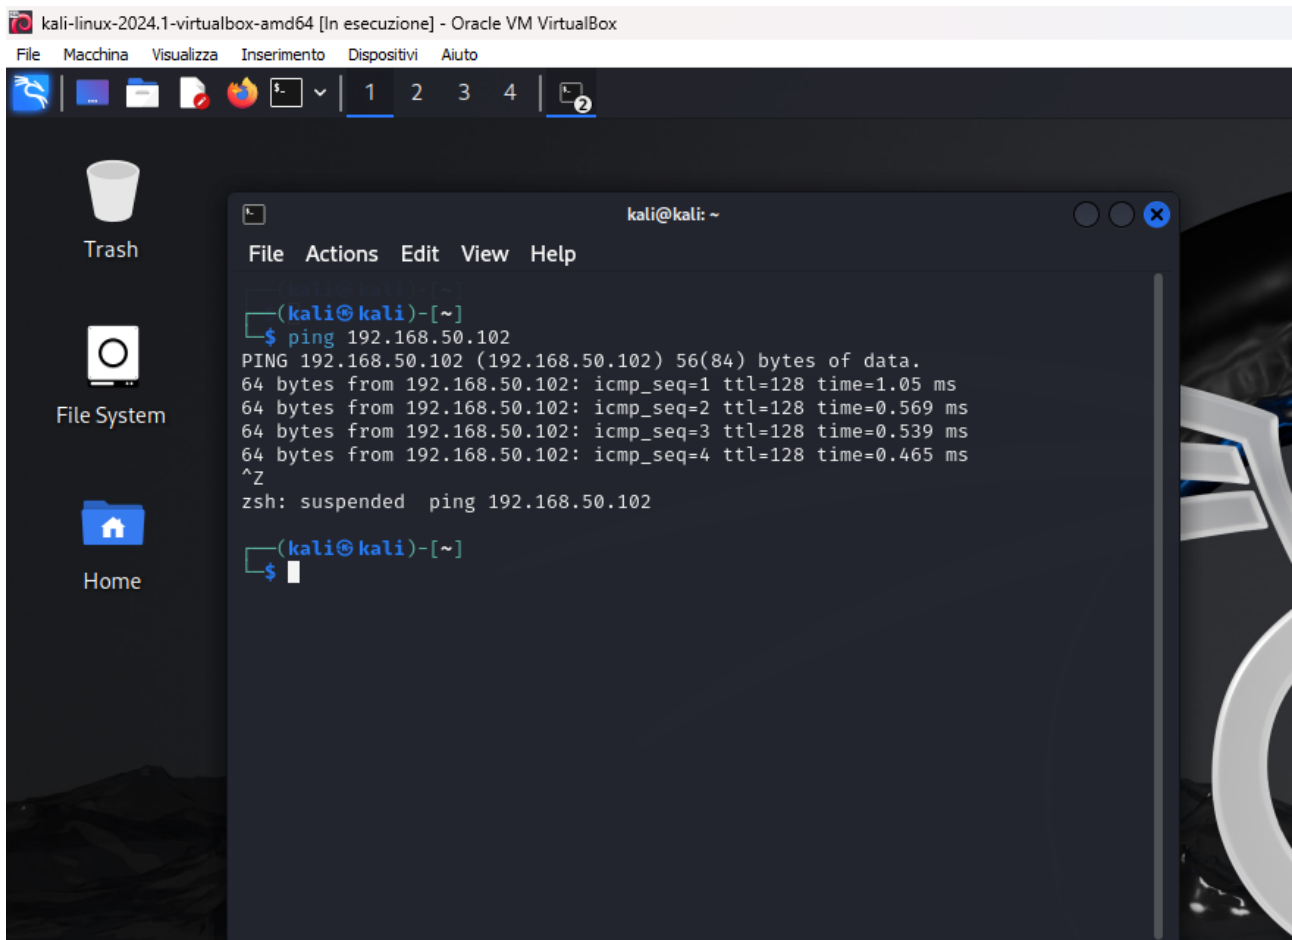 kali-linux-2024.1-virtualbox-amd64 [In esecuzione] - Oracle VM VirtualBox
File Macchina Visualizza Inserimento Dispositivi Aiuto
1 2 3 4 2
Trash
File System
Home
kali@kali: ~
File Actions Edit View Help
┌──(kali㉿kali)-[~]
└─$ ping 192.168.50.102
PING 192.168.50.102 (192.168.50.102) 56(84) bytes of data.
64 bytes from 192.168.50.102: icmp_seq=1 ttl=128 time=1.05 ms
64 bytes from 192.168.50.102: icmp_seq=2 ttl=128 time=0.569 ms
64 bytes from 192.168.50.102: icmp_seq=3 ttl=128 time=0.539 ms
64 bytes from 192.168.50.102: icmp_seq=4 ttl=128 time=0.465 ms
^Z
zsh: suspended  ping 192.168.50.102
┌──(kali㉿kali)-[~]
└─$